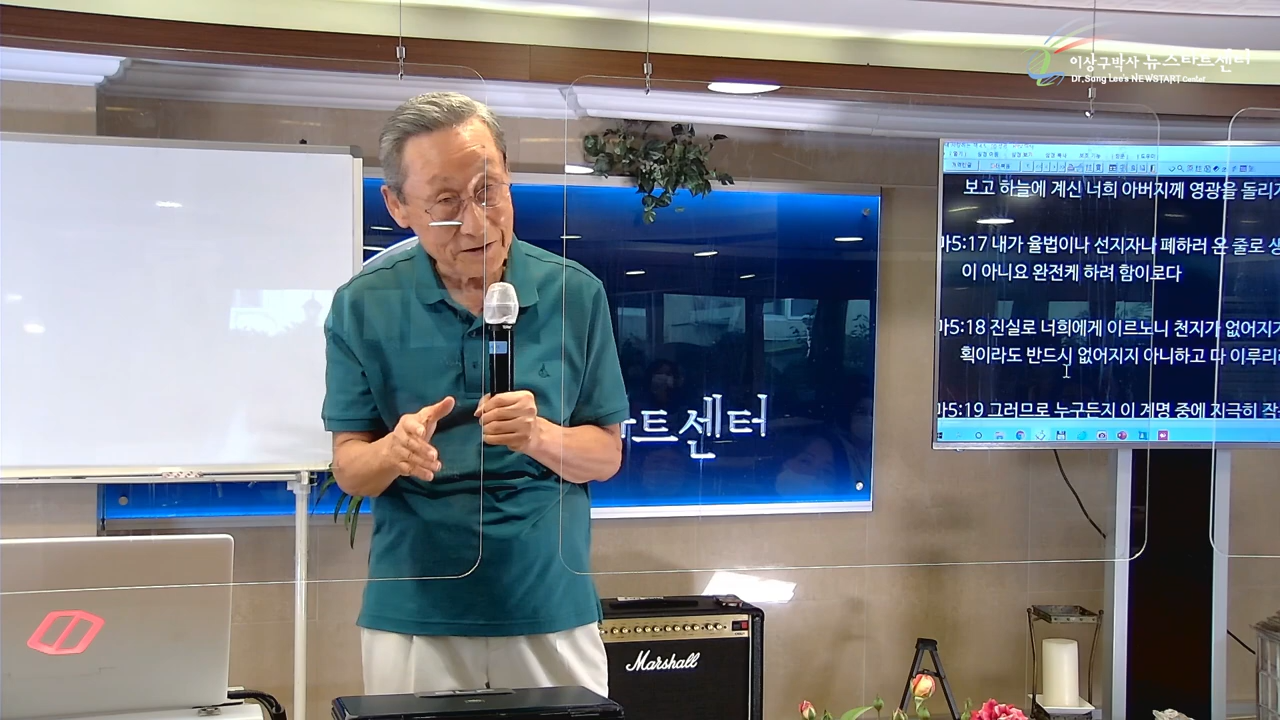 이상구박사 뉴스타트센터
Dr. Sang Lee's NEWSTART Center
보고 하늘에 계신 너희 아버지께 영광을 돌리
마5:17 내가 율법이나 선지자나 폐하러 온 줄로
이 아니요 완전케 하려 함이로다
마5:18 진실로 너희에게 이르노니 천지가 없어지기
획이라도 반드시 없어지지 아니하고 다 이루리
마5:19 그러므로 누구든지 이 계명 중에 지극히 작
트센터
Marshall